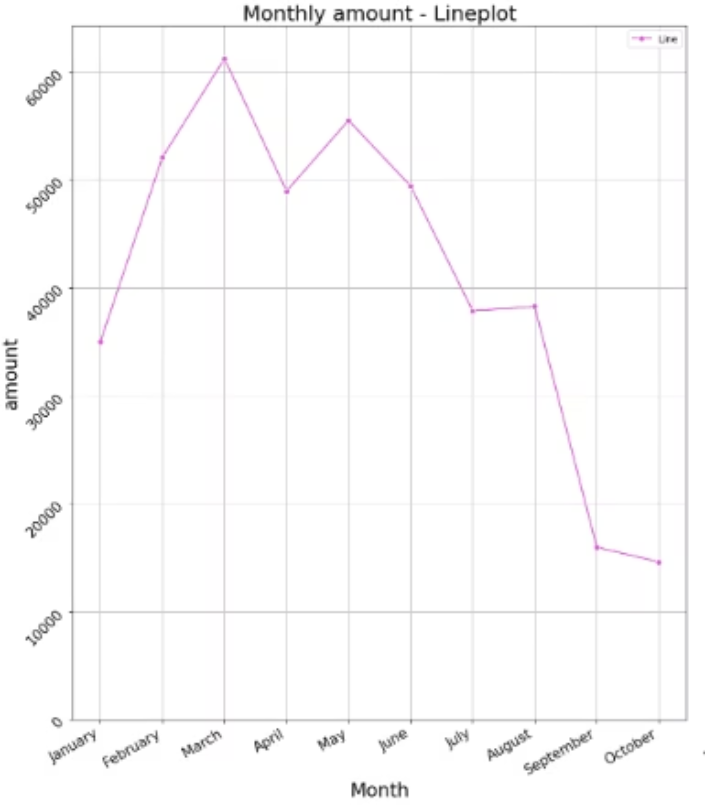 Monthly amount - Lineplot
Line
60000
50000
40000
30000
20000
10000
0
amount
January
February
March
April
May
June
July
August
September
October
Month